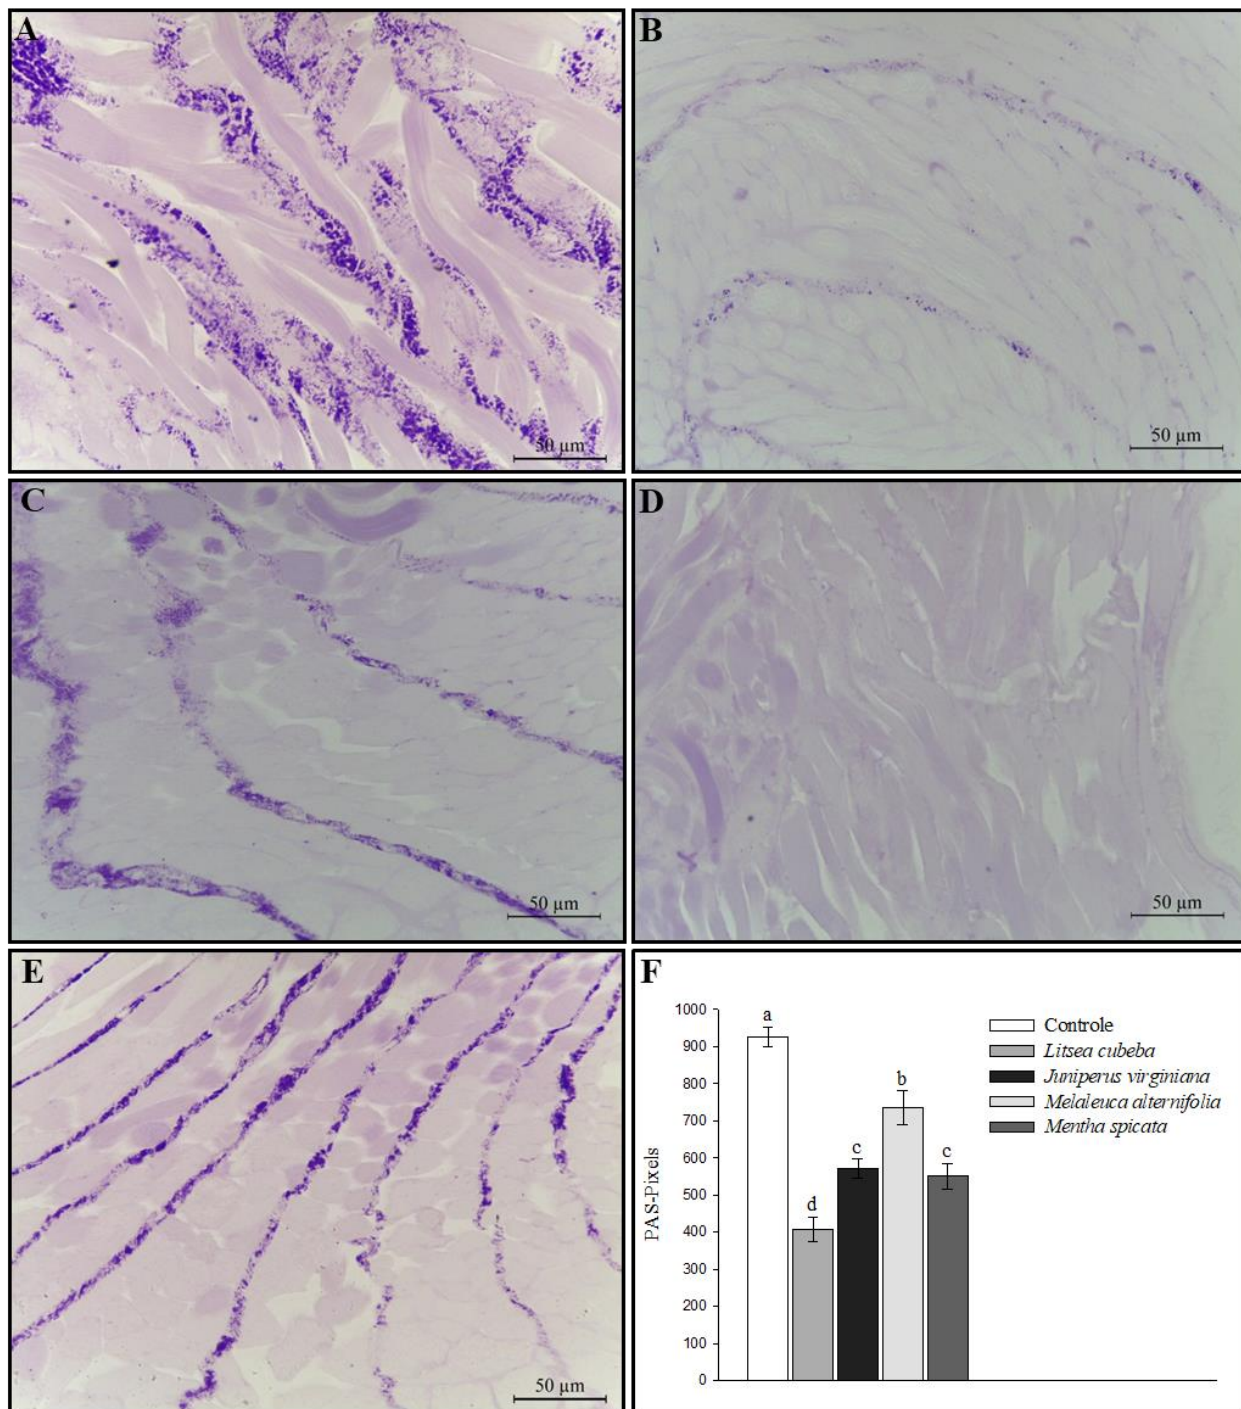 A
50 µm
B
50 µm
C
50 µm
D
50 µm
E
50 µm
F
PAS-Pixels
1000
900
800
700
600
500
400
300
200
100
0
a
d
c
b
c
Controle
Litsea cubeba
Juniperus virginiana
Melaleuca alternifolia
Mentha spicata